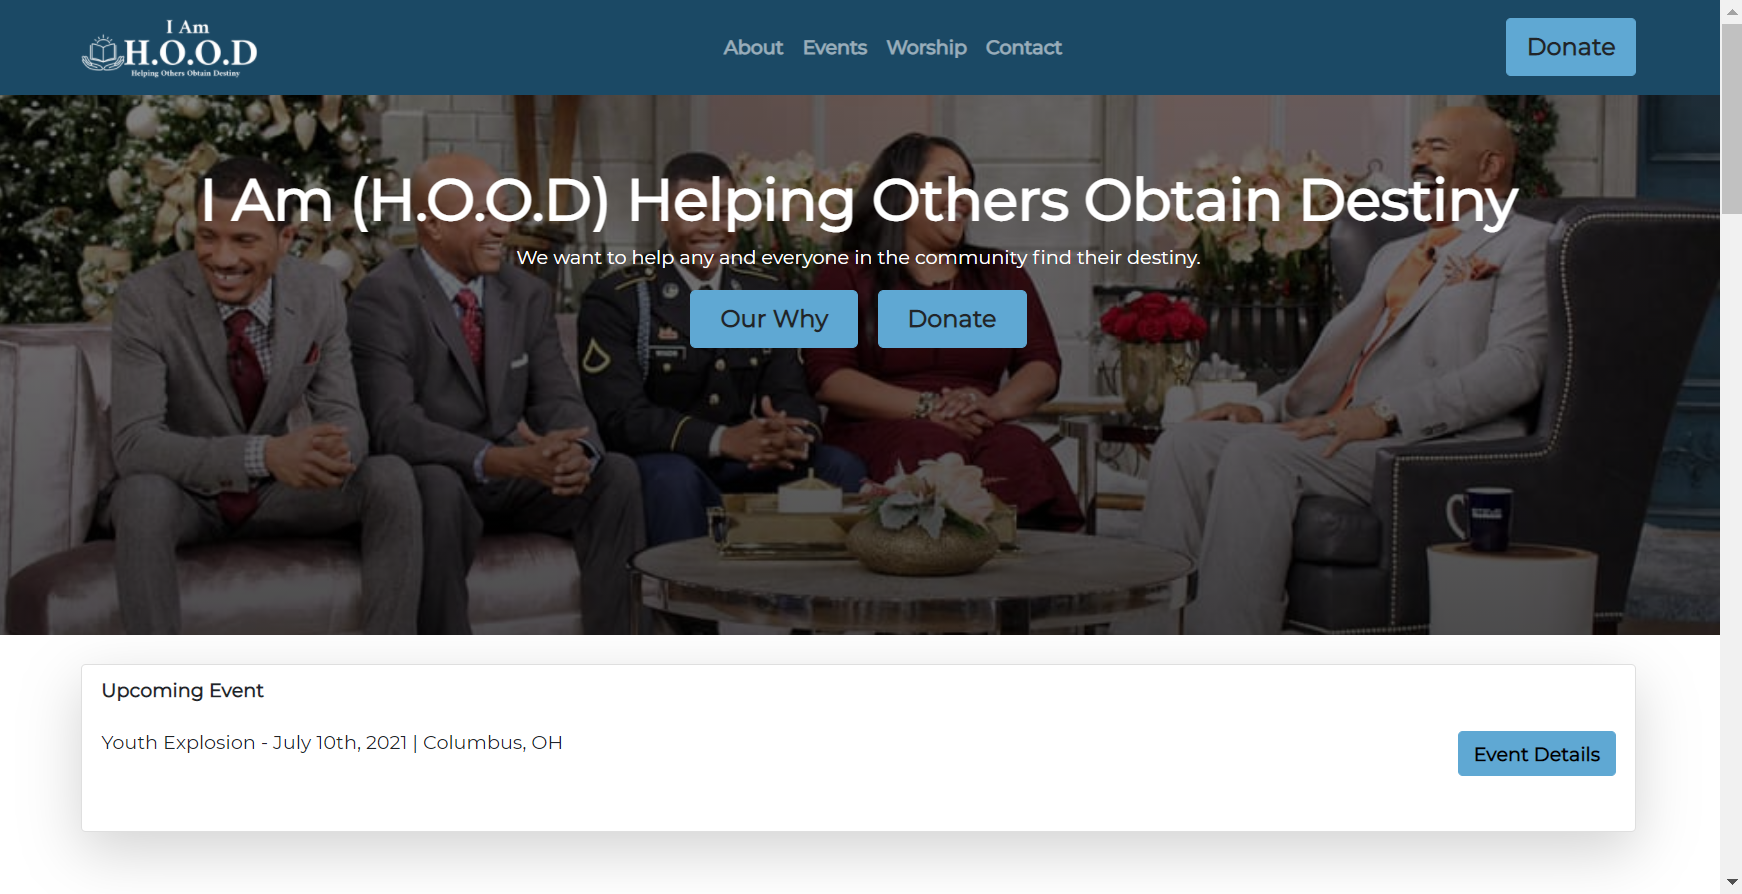 I Am
H.O.O.D
Helping Others Obtain Destiny
About Events Worship Contact
Donate
I Am (H.O.O.D) Helping Others Obtain Destiny
We want to help any and everyone in the community find their destiny.
Our Why Donate
STEVE
Upcoming Event
Youth Explosion - July 10th, 2021 | Columbus, OH
Event Details